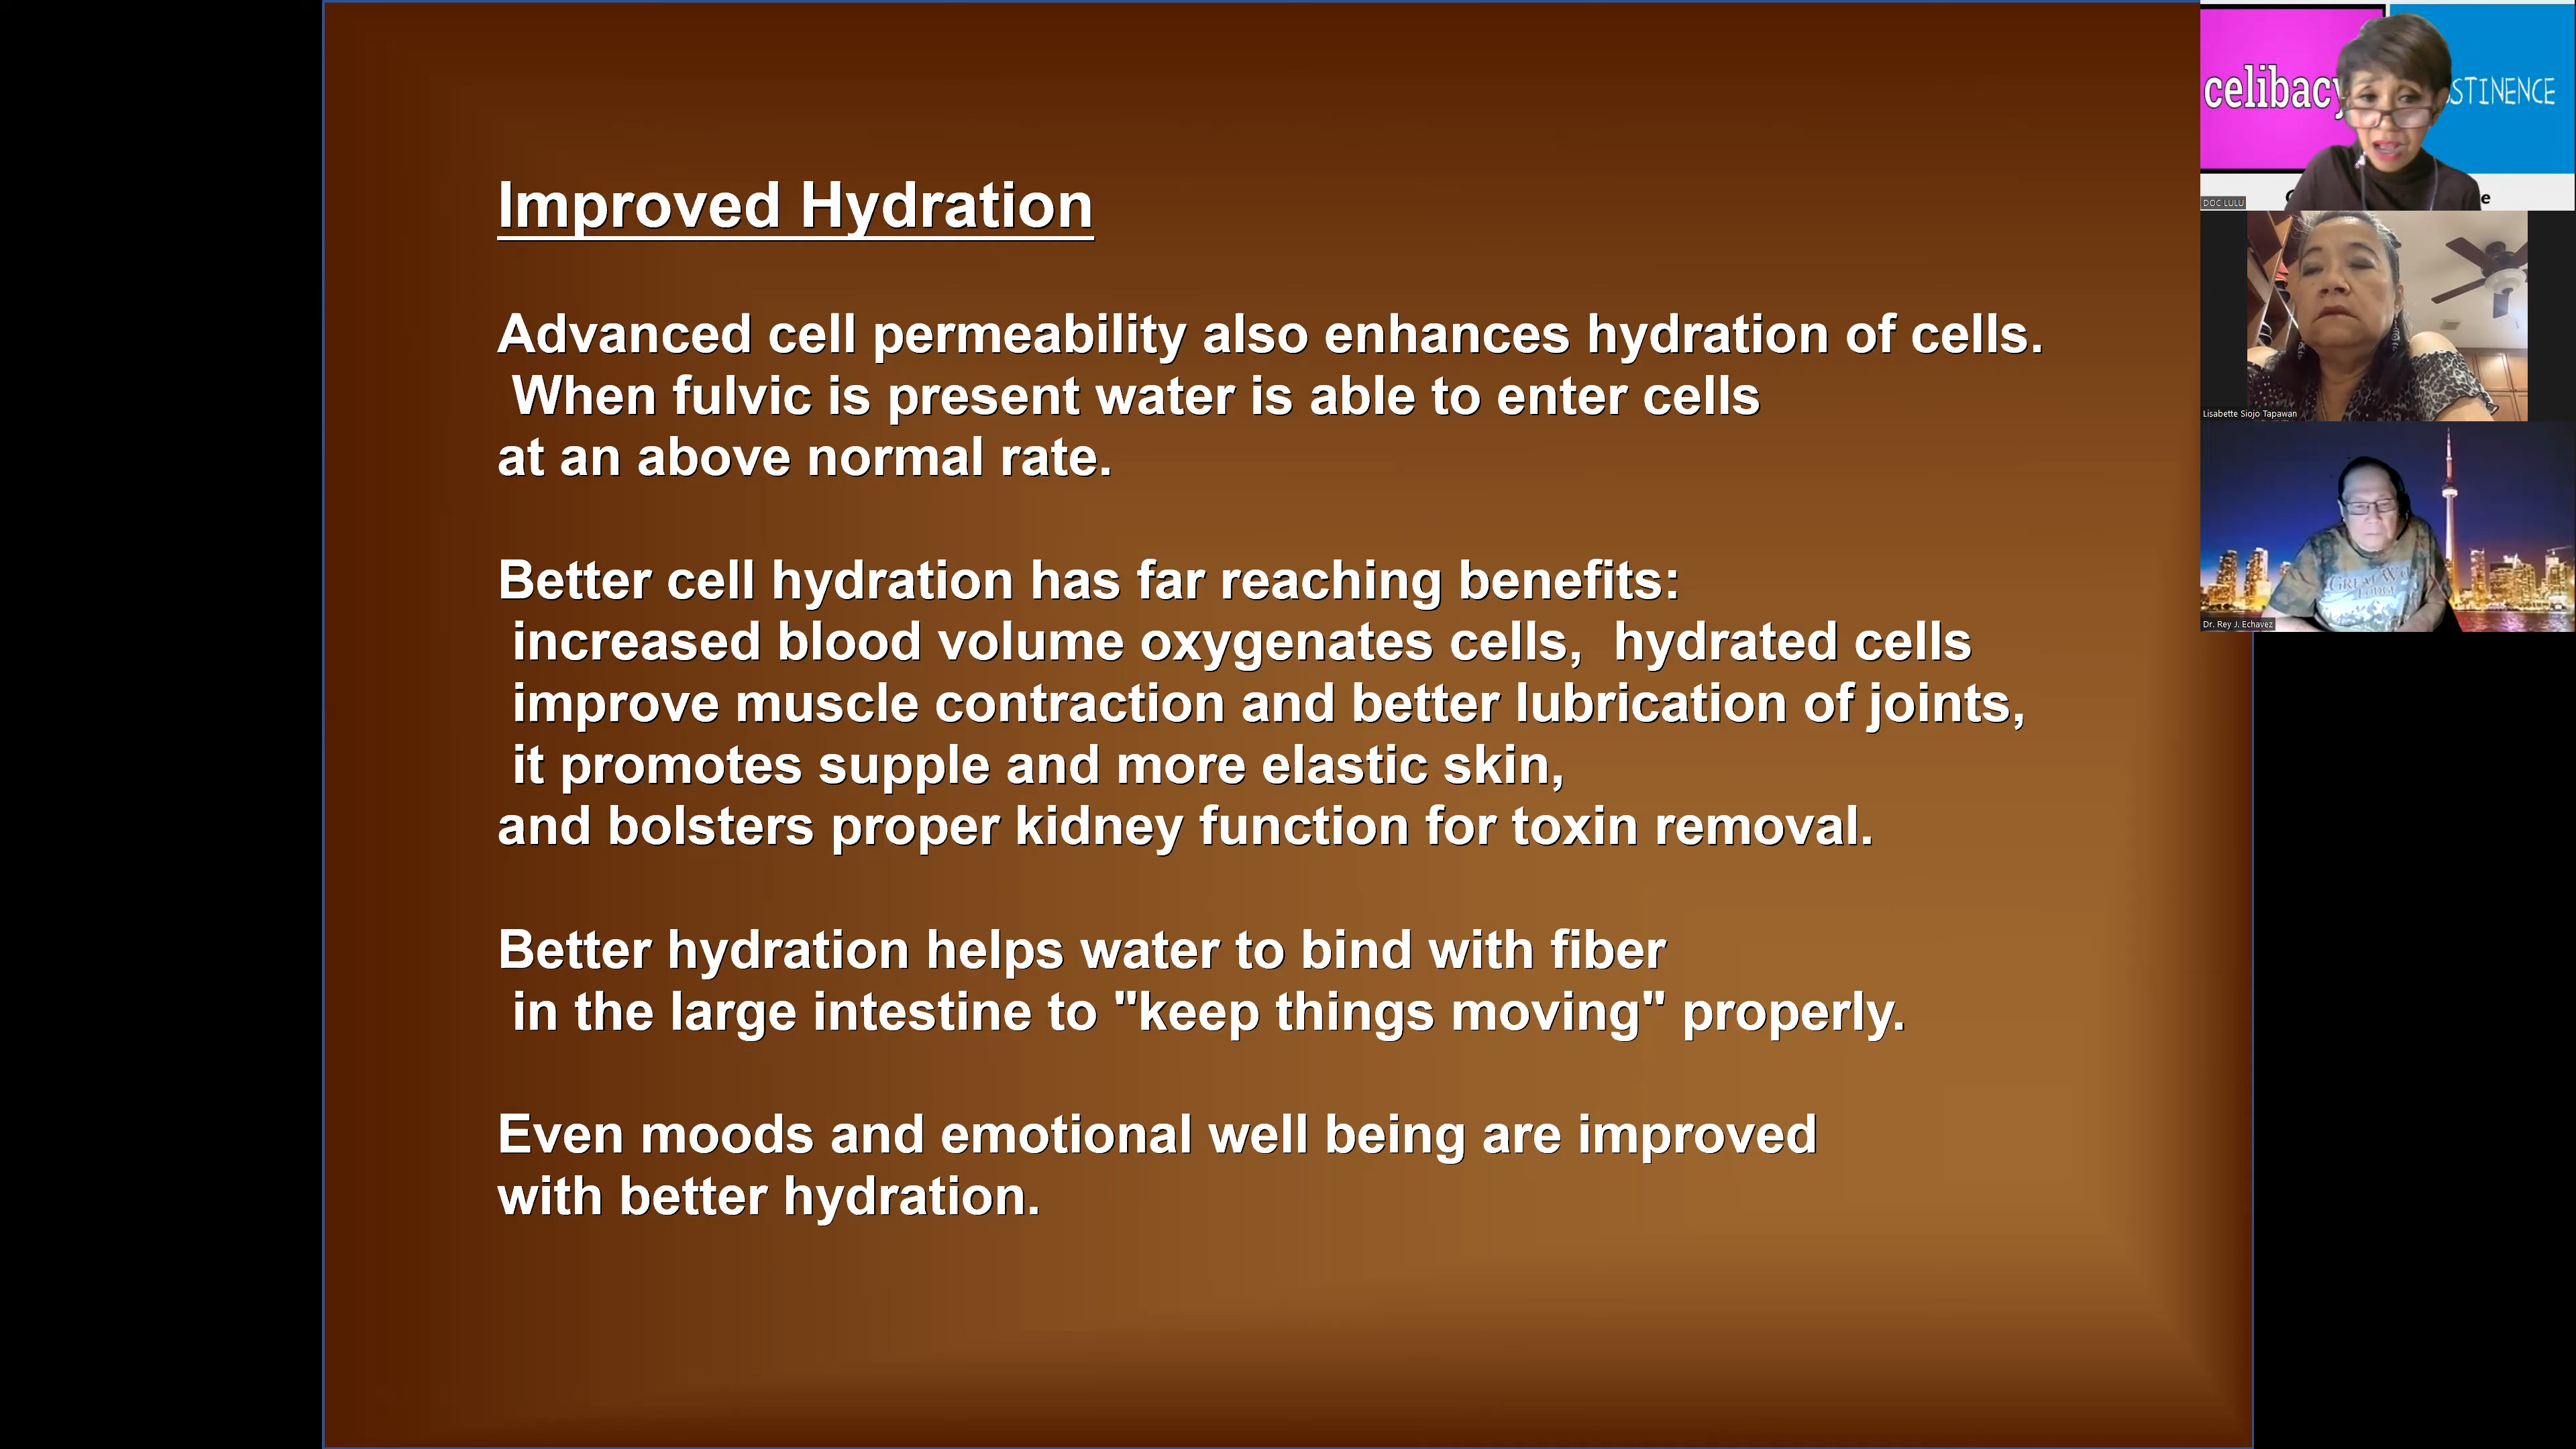 Improved Hydration
Advanced cell permeability also enhances hydration of cells.
When fulvic is present water is able to enter cells
at an above normal rate.
Better cell hydration has far reaching benefits:
increased blood volume oxygenates cells, hydrated cells
improve muscle contraction and better lubrication of joints,
it promotes supple and more elastic skin,
and bolsters proper kidney function for toxin removal.
Better hydration helps water to bind with fiber
in the large intestine to "keep things moving" properly.
Even moods and emotional well being are improved
with better hydration.
celibacy STINENCE
DOC LULU
Lisabette Siojo Tapawan
GREAT WO
LODGE
Dr. Rey J. Echavez